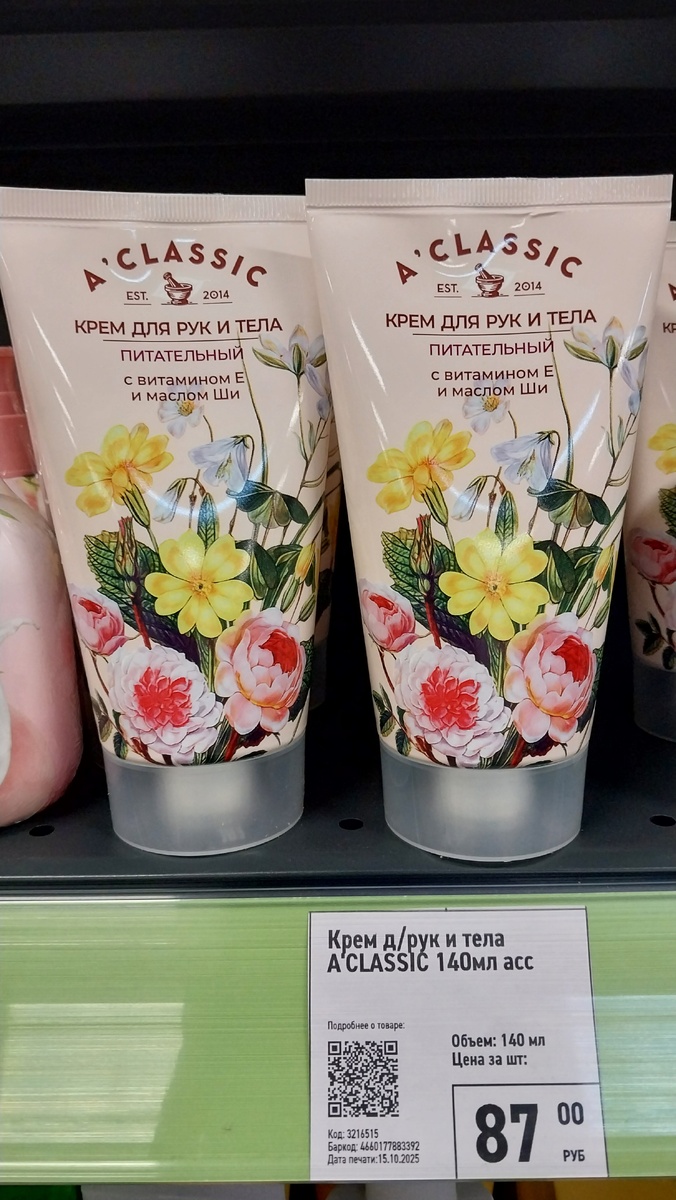 A'CLASSIC
EST. 2014
КРЕМ ДЛЯ РУК И ТЕЛА
ПИТАТЕЛЬНЫЙ
с витамином Е
и маслом Ши
A'CLASSIC
EST. 2014
КРЕМ ДЛЯ РУК И ТЕЛА
ПИТАТЕЛЬНЫЙ
с витамином Е
и маслом Ши
Крем д/рук и тела
A'CLASSIC 140мл асс
Подробнее о товаре:
Объем: 140 мл
Цена за шт:
87 00
РУБ
Код: 3216515
Баркод: 4660177883392
Дата печати:15.10.2025